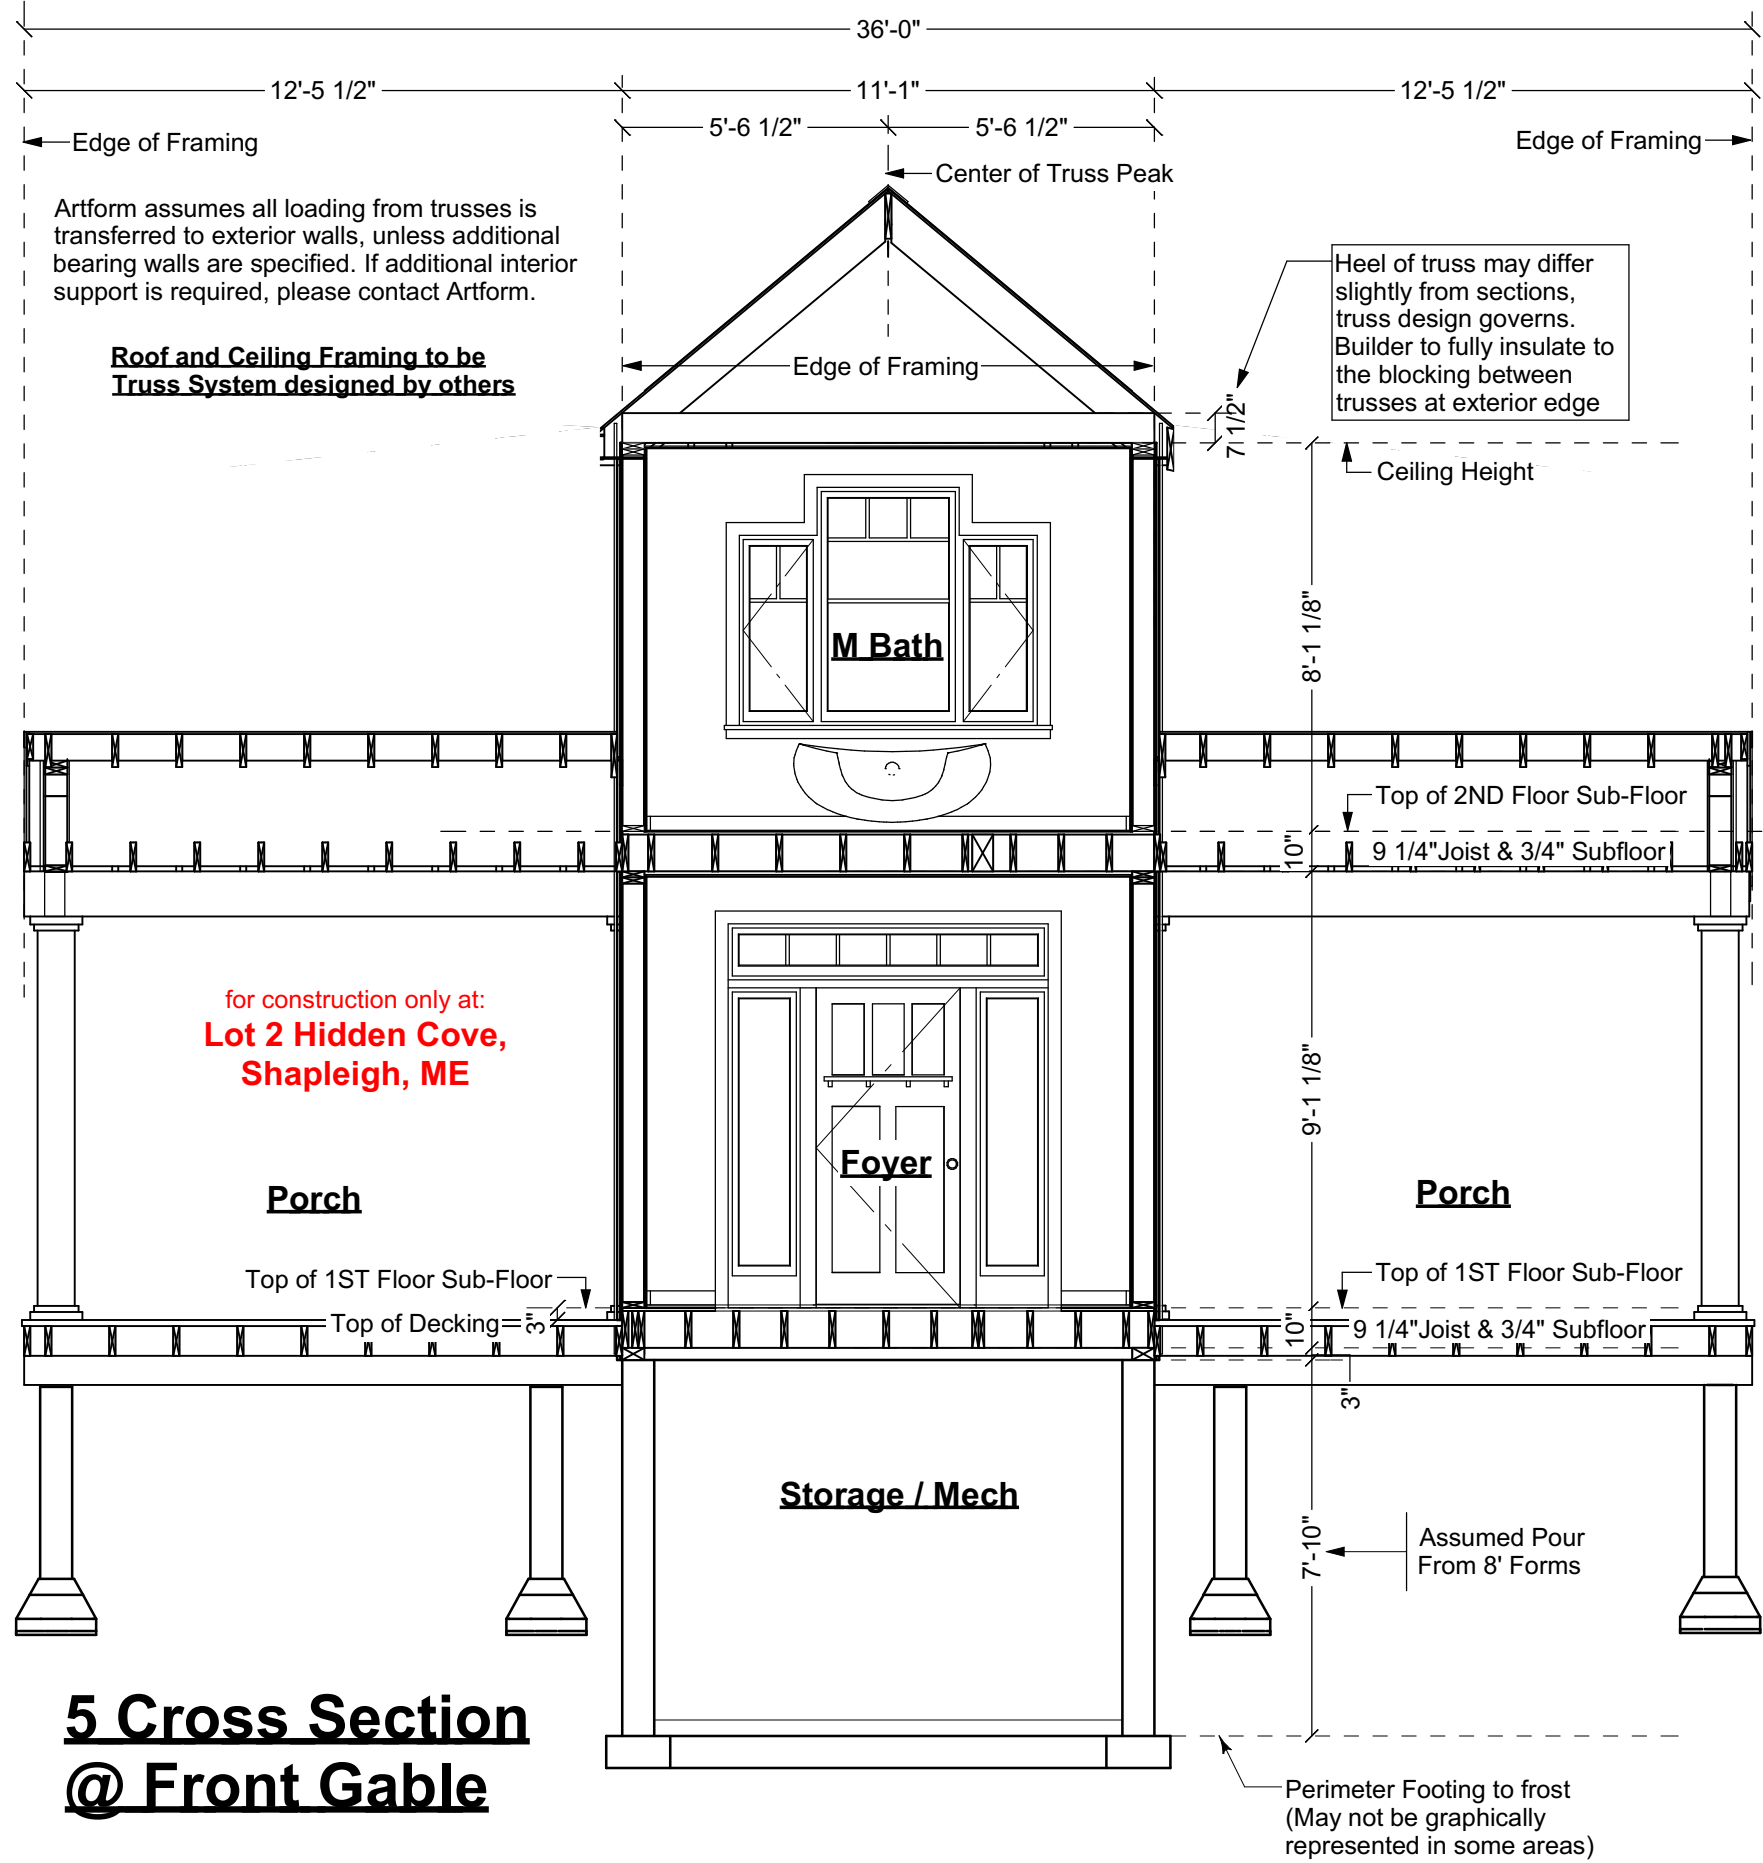 36'-0"
12'-5 1/2"
11'-1"
12'-5 1/2"
5'-6 1/2"
5'-6 1/2"
Edge of Framing
Edge of Framing
Center of Truss Peak
Artform assumes all loading from trusses is
transferred to exterior walls, unless additional
bearing walls are specified. If additional interior
support is required, please contact Artform.
Roof and Ceiling Framing to be
Truss System designed by others
Heel of truss may differ
slightly from sections,
truss design governs.
Builder to fully insulate to
the blocking between
trusses at exterior edge
Edge of Framing
7 1/2"
Ceiling Height
8'-1 1/8"
M Bath
Top of 2ND Floor Sub-Floor
10"
9 1/4"Joist & 3/4" Subfloor
for construction only at:
Lot 2 Hidden Cove,
Shapleigh, ME
9'-1 1/8"
Foyer
Porch
Porch
Top of 1ST Floor Sub-Floor
Top of 1ST Floor Sub-Floor
Top of Decking
3"
10"
9 1/4"Joist & 3/4" Subfloor
3"
Storage / Mech
7'-10"
Assumed Pour
From 8' Forms
5 Cross Section
@ Front Gable
Perimeter Footing to frost
(May not be graphically
represented in some areas)